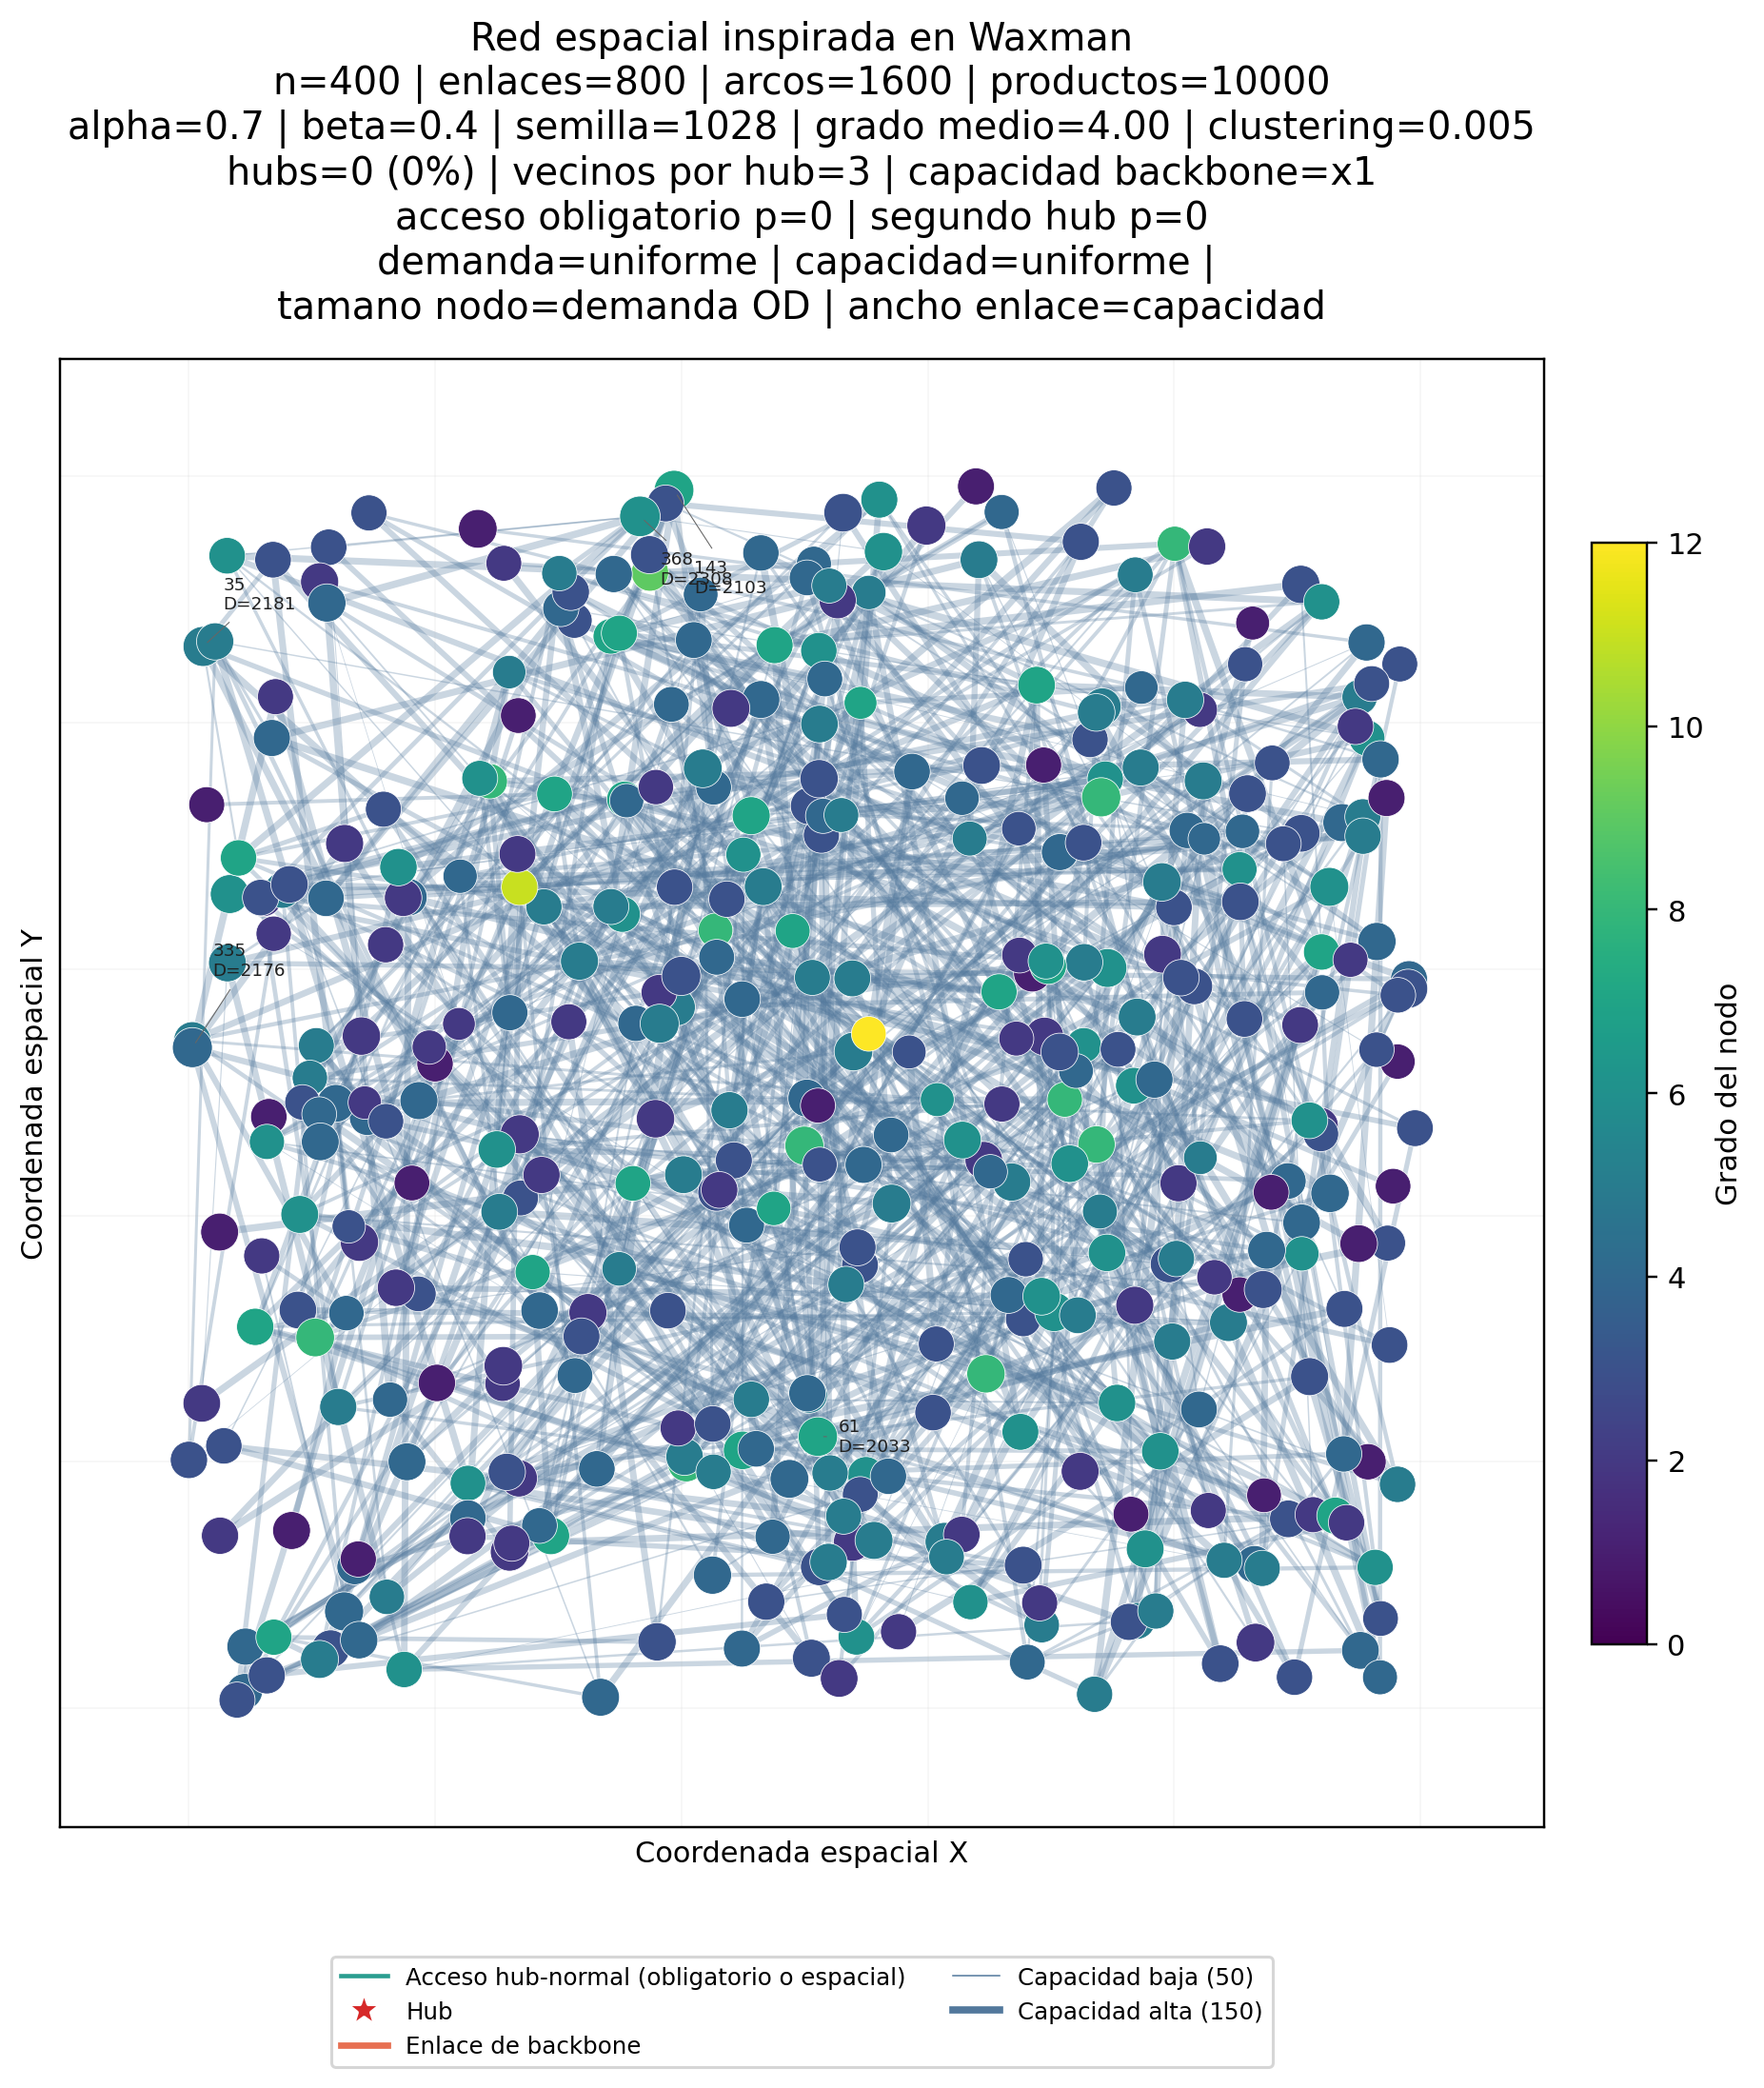 Red espacial inspirada en Waxman
n=400 | enlaces=800 | arcos=1600 | productos=10000
alpha=0.7 | beta=0.4 | semilla=1028 | grado medio=4.00 | clustering=0.005
hubs=0 (0%) | vecinos por hub=3 | capacidad backbone=x1
acceso obligatorio p=0 | segundo hub p=0
demanda=uniforme | capacidad=uniforme |
tamano nodo=demanda OD | ancho enlace=capacidad
368
D=2308
143
D=2103
35
D=2181
335
D=2176
61
D=2033
Coordenada espacial Y
Coordenada espacial X
12
10
8
6
4
2
0
Grado del nodo
Acceso hub-normal (obligatorio o espacial)
Hub
Enlace de backbone
Capacidad baja (50)
Capacidad alta (150)